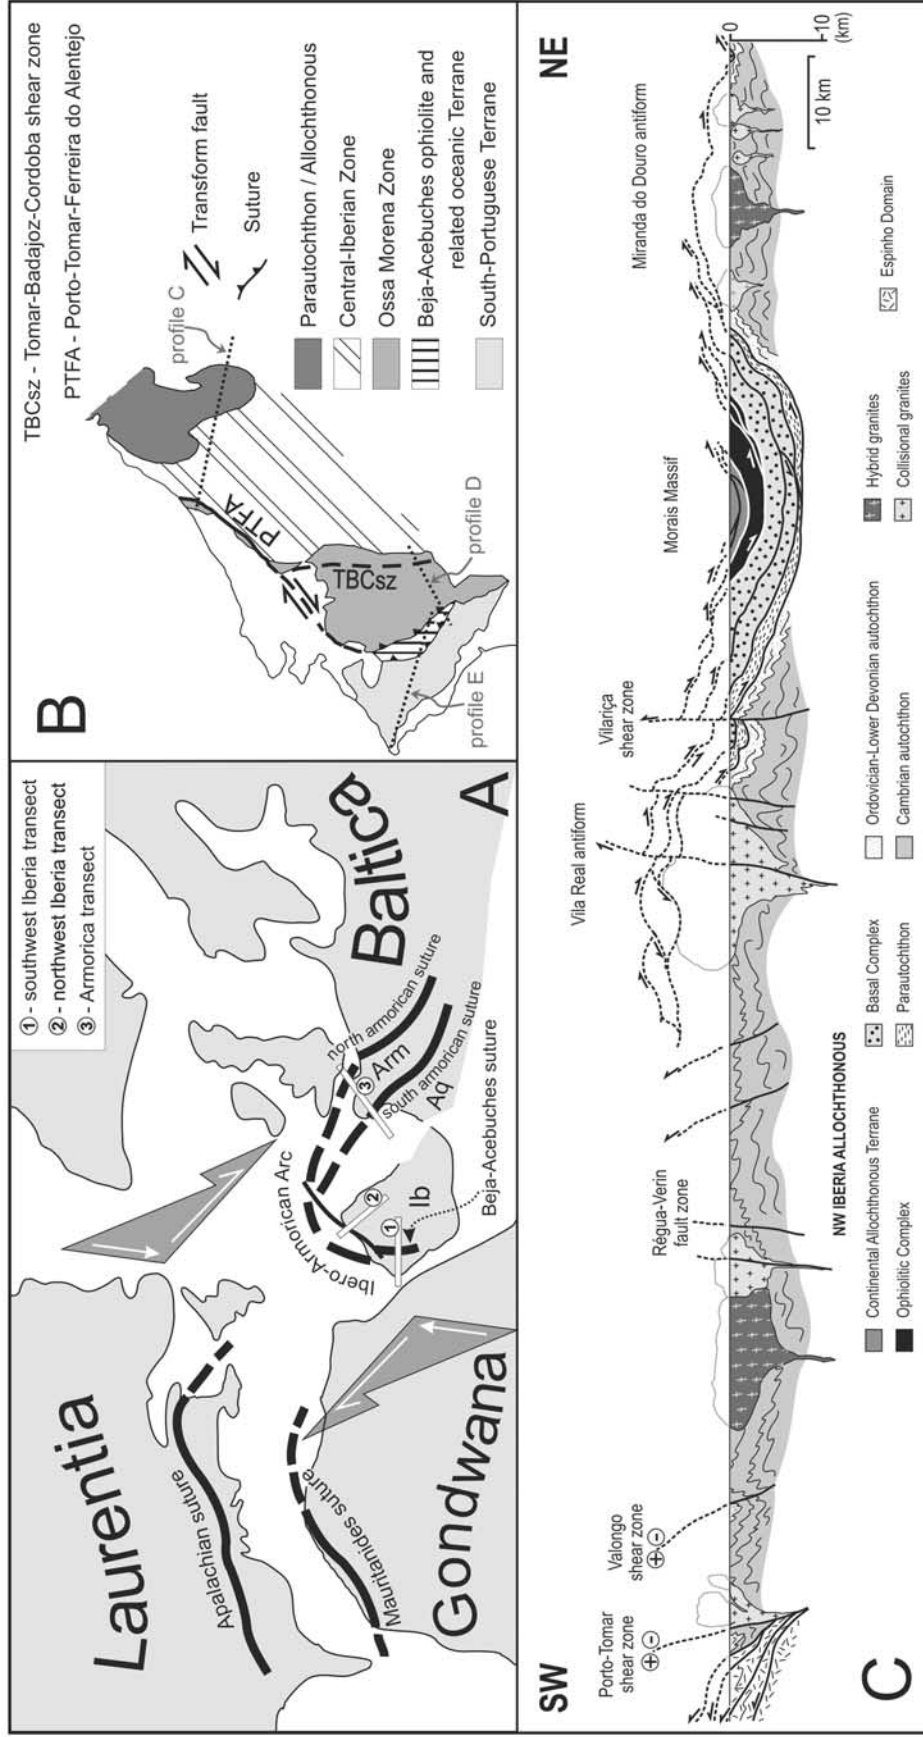 1 - southwest Iberia transect
2 - northwest Iberia transect
3 - Armorica transect
Laurentia
Apalachian suture
Mauritanides suture
Gondwana
Baltica
north armorican suture
Arm
3
south armorican suture
Aq
Ibero-Armorican Arc
2
1
Ib
Beja-Acebuches suture
A
B
TBCsz - Tomar-Badajoz-Cordoba shear zone
PTFA - Porto-Tomar-Ferreira do Alentejo
profile C
PTFA
TBCsz
profile D
profile E
Transform fault
Suture
Parautochthon / Allochthonous
Central-Iberian Zone
Ossa Morena Zone
Beja-Acebuches ophiolite and
related oceanic Terrane
South-Portuguese Terrane
SW
NE
Porto-Tomar
shear zone
Valongo
shear zone
Régua-Verin
fault zone
Vila Real antiform
Vilariça
shear zone
Morais Massif
Miranda do Douro antiform
0
-10
(km)
10 km
C
NW IBERIA ALLOCHTHONOUS
Continental Allochthonous Terrane
Ophiolitic Complex
Basal Complex
Parautochthon
Ordovician-Lower Devonian autochthon
Cambrian autochthon
Hybrid granites
Collisional granites
Espinho Domain